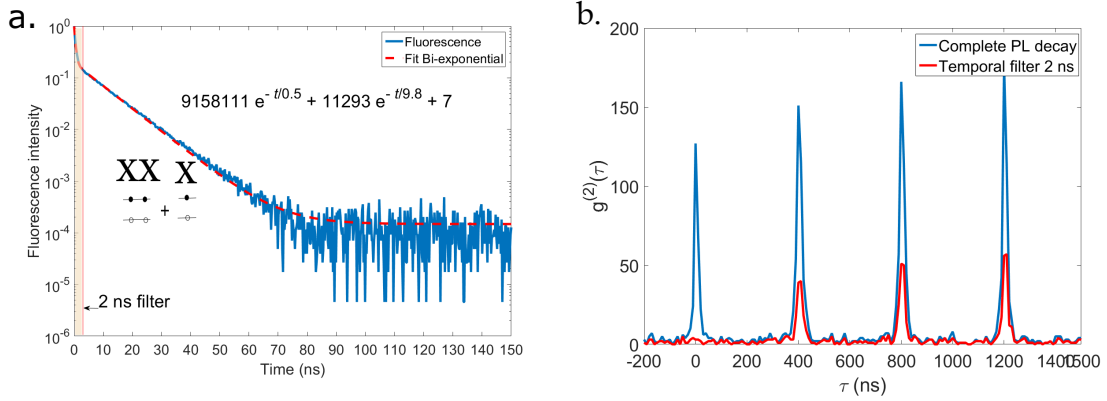 a.
Fluorescence
Fit Bi-exponential
9158111 e^{- t/0.5} + 11293 e^{- t/9.8} + 7
XX X
+
2 ns filter
10^0
10^{-1}
10^{-2}
10^{-3}
10^{-4}
10^{-5}
10^{-6}
Fluorescence intensity
0 10 20 30 40 50 60 70 80 90 100 110 120 130 140 150
Time (ns)
b.
Complete PL decay
Temporal filter 2 ns
200
150
100
50
0
g^{(2)}(τ)
-200 0 200 400 600 800 1000 1200 1400 1500
τ (ns)